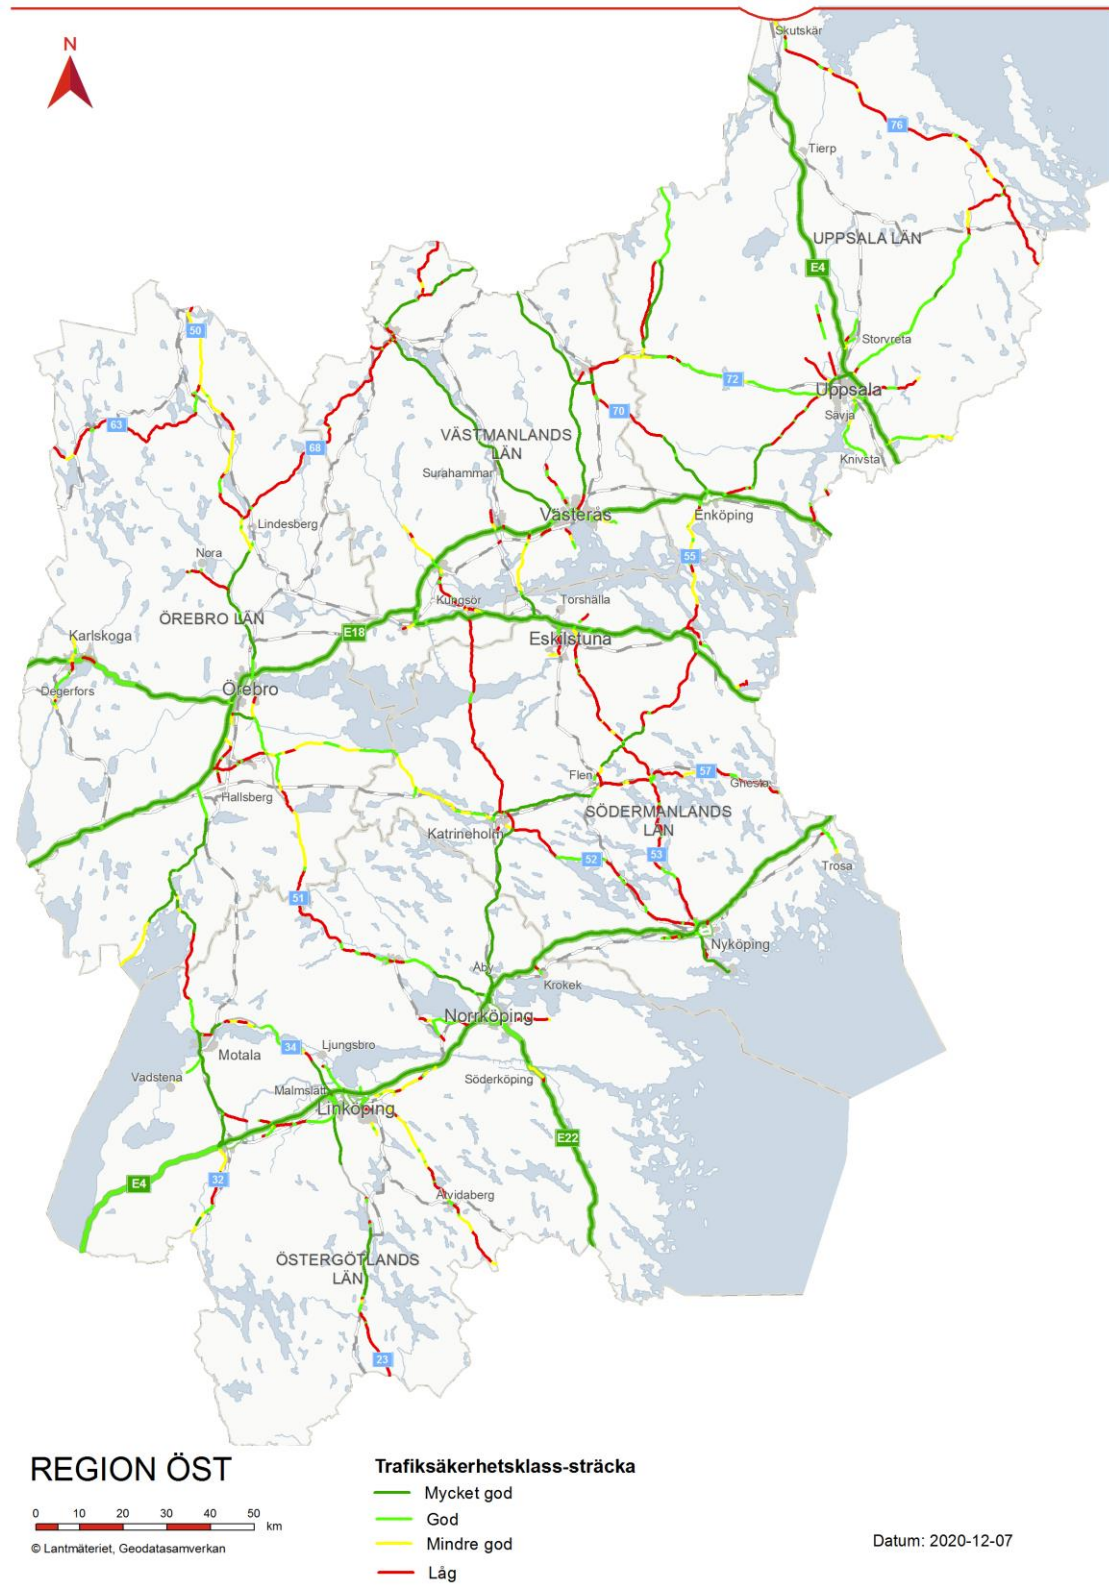 N
Skutskär
76
Tierp
UPPSALA LÄN
E4
50
Storvreta
72
Uppsala
70
63
Sävja
68
VÄSTMANLANDS
LÄN
Knivsta
Surahammar
Västerås
Enköping
Lindesberg
Nora
55
Kungsör
Torshälla
ÖREBRO LÄN
E18
Karlskoga
Eskilstuna
Degerfors
Örebro
Flen
57
Gnesta
Hallsberg
SÖDERMANLANDS
LÄN
Katrineholm
52
53
Trosa
51
Nyköping
Åby
Krokek
Norrköping
Motala
34
Ljungsbro
Vadstena
Malmslätt
Söderköping
Linköping
E22
E4
32
Åtvidaberg
ÖSTERGÖTLANDS
LÄN
23
REGION ÖST
0 10 20 30 40 50
km
© Lantmäteriet, Geodatasamverkan
Trafiksäkerhetsklass-sträcka
Mycket god
God
Mindre god
Låg
Datum: 2020-12-07